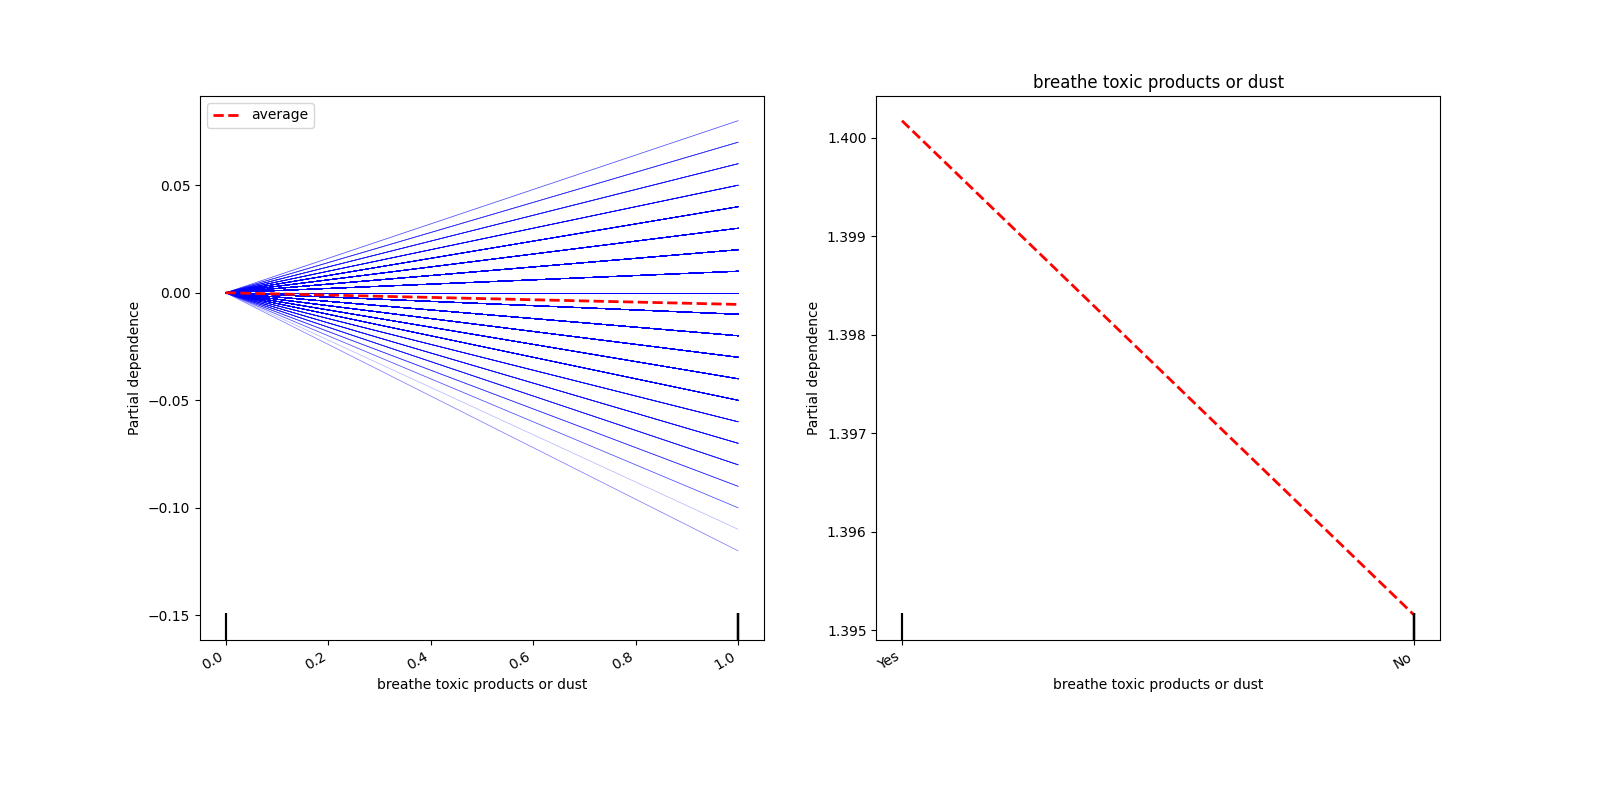 average
0.05
0.00
−0.05
−0.10
−0.15
Partial dependence
0.0
0.2
0.4
0.6
0.8
1.0
breathe toxic products or dust
breathe toxic products or dust
1.400
1.399
1.398
1.397
1.396
1.395
Partial dependence
Yes
No
breathe toxic products or dust